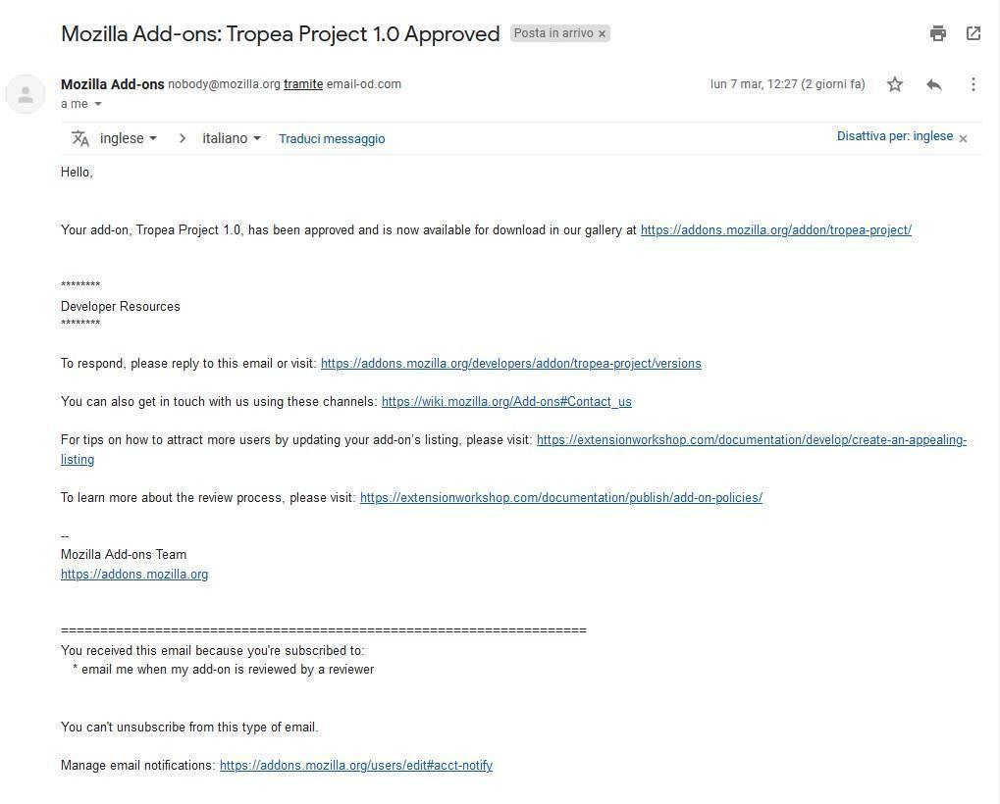 Mozilla Add-ons: Tropea Project 1.0 Approved Posta in arrivo ×
Mozilla Add-ons nobody@mozilla.org tramite email-od.com lun 7 mar, 12:27 (2 giorni fa)
a me
inglese > italiano Traduci messaggio Disattiva per: inglese ×
Hello,
Your add-on, Tropea Project 1.0, has been approved and is now available for download in our gallery at https://addons.mozilla.org/addon/tropea-project/
********
Developer Resources
********
To respond, please reply to this email or visit: https://addons.mozilla.org/developers/addon/tropea-project/versions
You can also get in touch with us using these channels: https://wiki.mozilla.org/Add-ons#Contact_us
For tips on how to attract more users by updating your add-on’s listing, please visit: https://extensionworkshop.com/documentation/develop/create-an-appealing-
listing
To learn more about the review process, please visit: https://extensionworkshop.com/documentation/publish/add-on-policies/
--
Mozilla Add-ons Team
https://addons.mozilla.org
===================================================================
You received this email because you're subscribed to:
* email me when my add-on is reviewed by a reviewer
You can't unsubscribe from this type of email.
Manage email notifications: https://addons.mozilla.org/users/edit#acct-notify